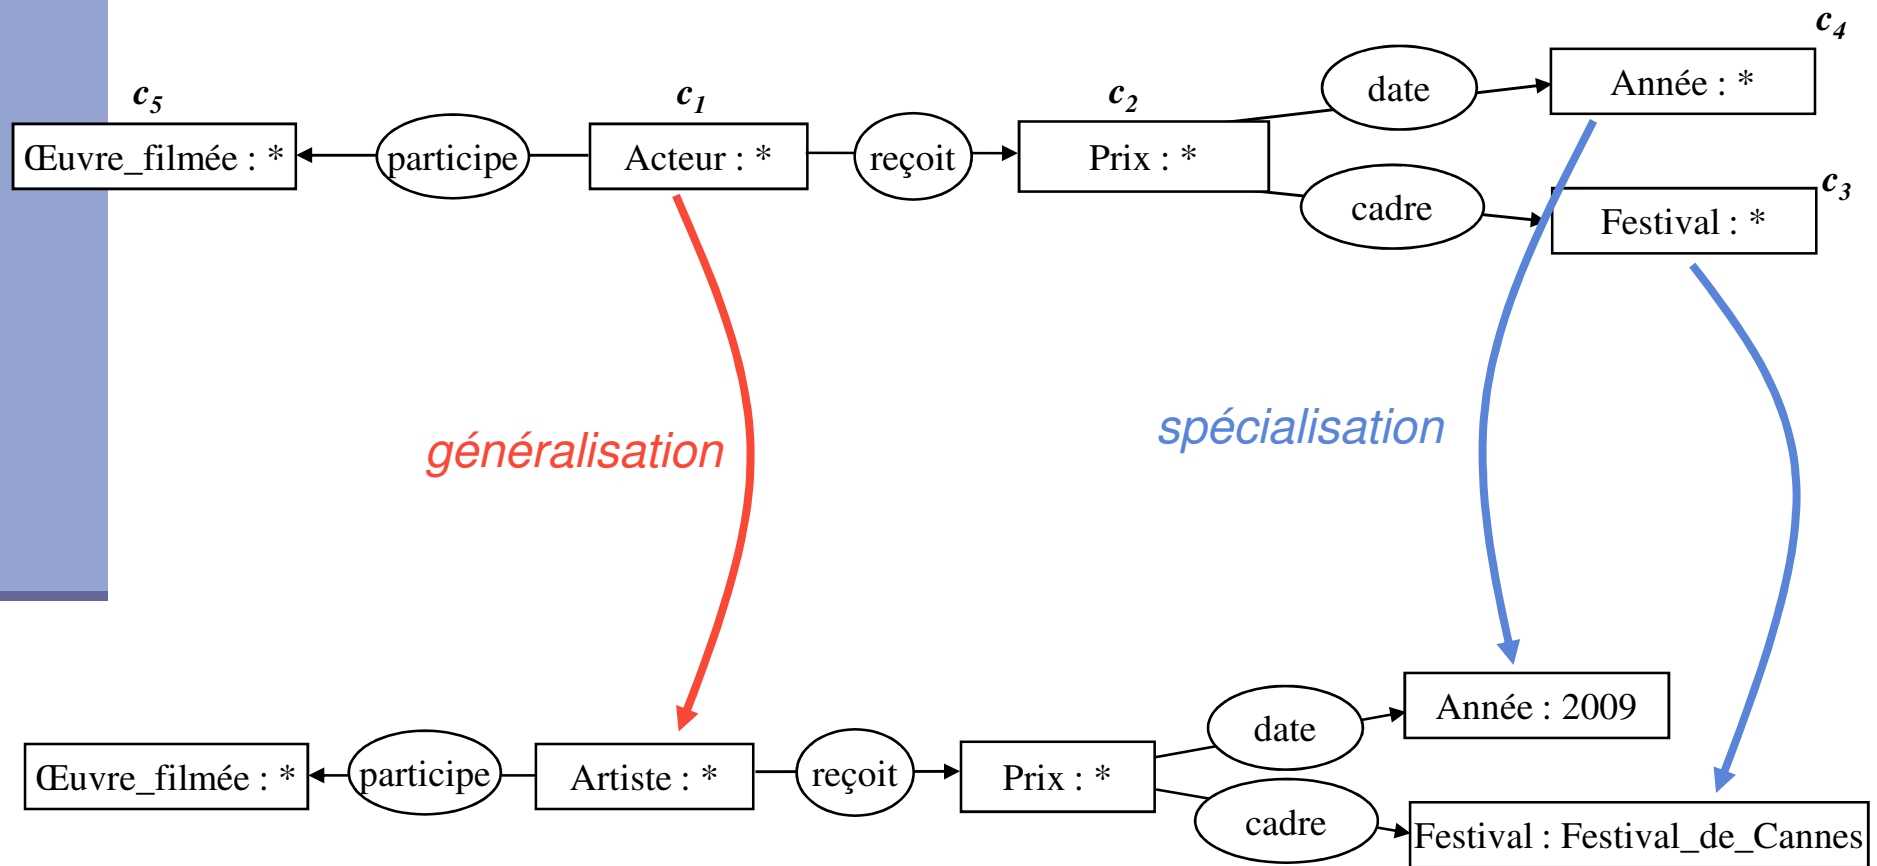 c4
c5
c1
c2
date
Année : *
Œuvre_filmée : *
participe
Acteur : *
reçoit
Prix : *
c3
cadre
Festival : *
généralisation
spécialisation
date
Année : 2009
Œuvre_filmée : *
participe
Artiste : *
reçoit
Prix : *
cadre
Festival : Festival_de_Cannes